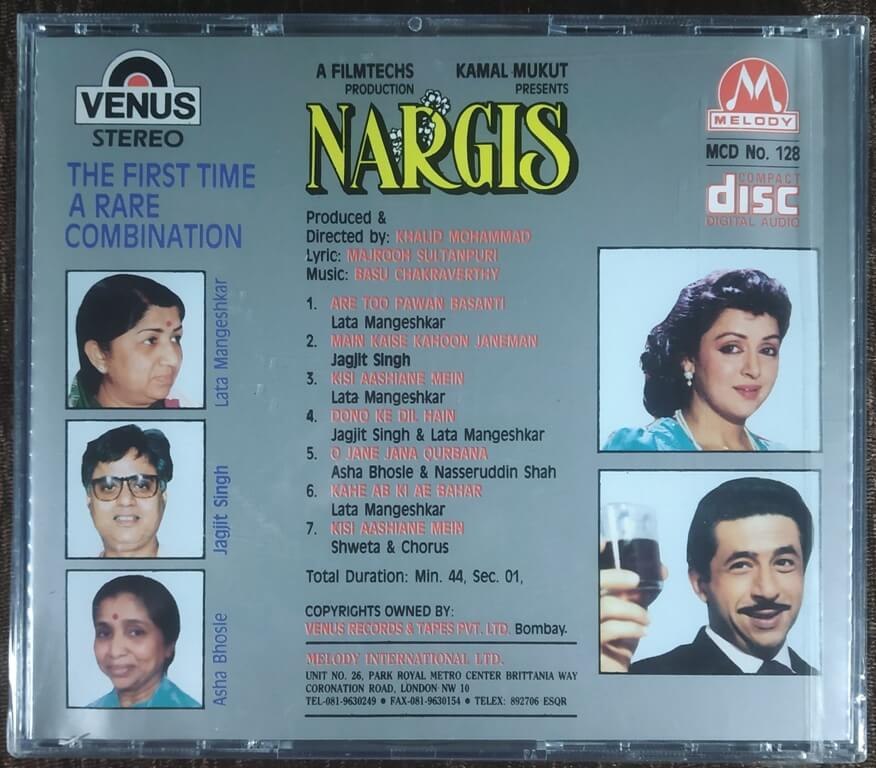 VENUS
STEREO
THE FIRST TIME
A RARE
COMBINATION
Lata Mangeshkar
Jagjit Singh
Asha Bhosle
A FILMTECHS
PRODUCTION
KAMAL MUKUT
PRESENTS
NARGIS
Produced &
Directed by: KHALID MOHAMMAD
Lyric: MAJROOH SULTANPURI
Music: BASU CHAKRAVERTHY
1. ARE TOO PAWAN BASANTI
Lata Mangeshkar
2. MAIN KAISE KAHOON JANEMAN
Jagjit Singh
3. KISI AASHIANE MEIN
Lata Mangeshkar
4. DONO KE DIL HAIN
Jagjit Singh & Lata Mangeshkar
5. O JANE JANA QURBANA
Asha Bhosle & Nasseruddin Shah
6. KAHE AB KI AE BAHAR
Lata Mangeshkar
7. KISI AASHIANE MEIN
Shweta & Chorus
Total Duration: Min. 44, Sec. 01,
COPYRIGHTS OWNED BY:
VENUS RECORDS & TAPES PVT. LTD. Bombay.
MELODY INTERNATIONAL LTD.
UNIT NO. 26, PARK ROYAL METRO CENTER BRITTANIA WAY
CORONATION ROAD, LONDON NW 10
TEL-081-9630249 • FAX-081-9630154 • TELEX: 892706 ESQR
MELODY
MCD No. 128
COMPACT
disc
DIGITAL AUDIO